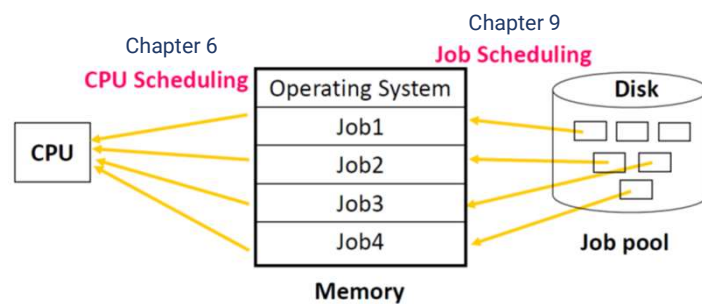 Chapter 6
Chapter 9
CPU Scheduling
Job Scheduling
Operating System
Disk
Job1
CPU
Job2
Job3
Job4
Job pool
Memory